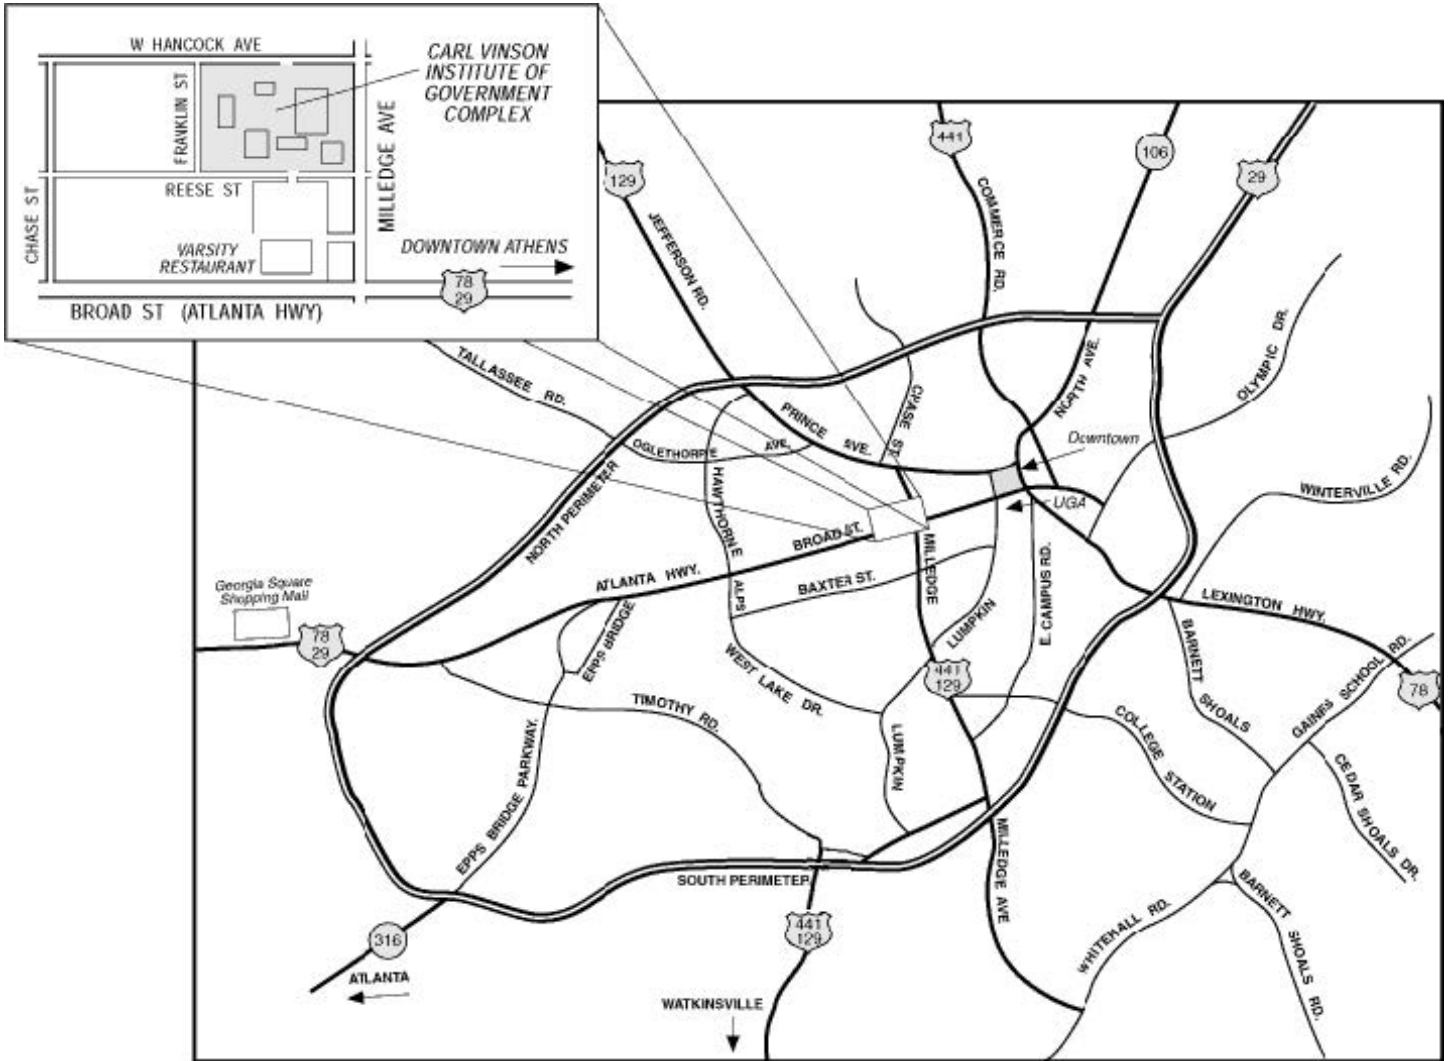 W HANCOCK AVE
CARL VINSON
INSTITUTE OF
GOVERNMENT
COMPLEX
FRANKLIN ST
MILLEDGE AVE
CHASE ST
REESE ST
VARSITY
RESTAURANT
DOWNTOWN ATHENS
78
29
BROAD ST (ATLANTA HWY)
129
441
106
29
JEFFERSON RD.
COMMERCE RD.
TALLASSEE RD.
OLYMPIC DR.
NORTH AVE.
CHASE ST.
PRINCE AVE.
OGLETHORPE AVE.
Downtown
HAWTHORNE
NORTH PERIMETER
WINTERVILLE RD.
UGA
BROAD ST.
MILLEDGE
ATLANTA HWY.
ALPS
BAXTER ST.
E. CAMPUS RD.
LUMPKIN
Georgia Square
Shopping Mall
78
29
EPPS BRIDGE
LEXINGTON HWY.
BARNETT SHOALS
GAINES SCHOOL RD.
WEST LAKE DR.
441
129
78
TIMOTHY RD.
COLLEGE STATION
LUMPKIN
CEDAR SHOALS DR.
EPPS BRIDGE PARKWAY.
MILLEDGE AVE
SOUTH PERIMETER
BARNETT SHOALS RD.
WHITEHALL RD.
441
129
316
ATLANTA
WATKINSVILLE